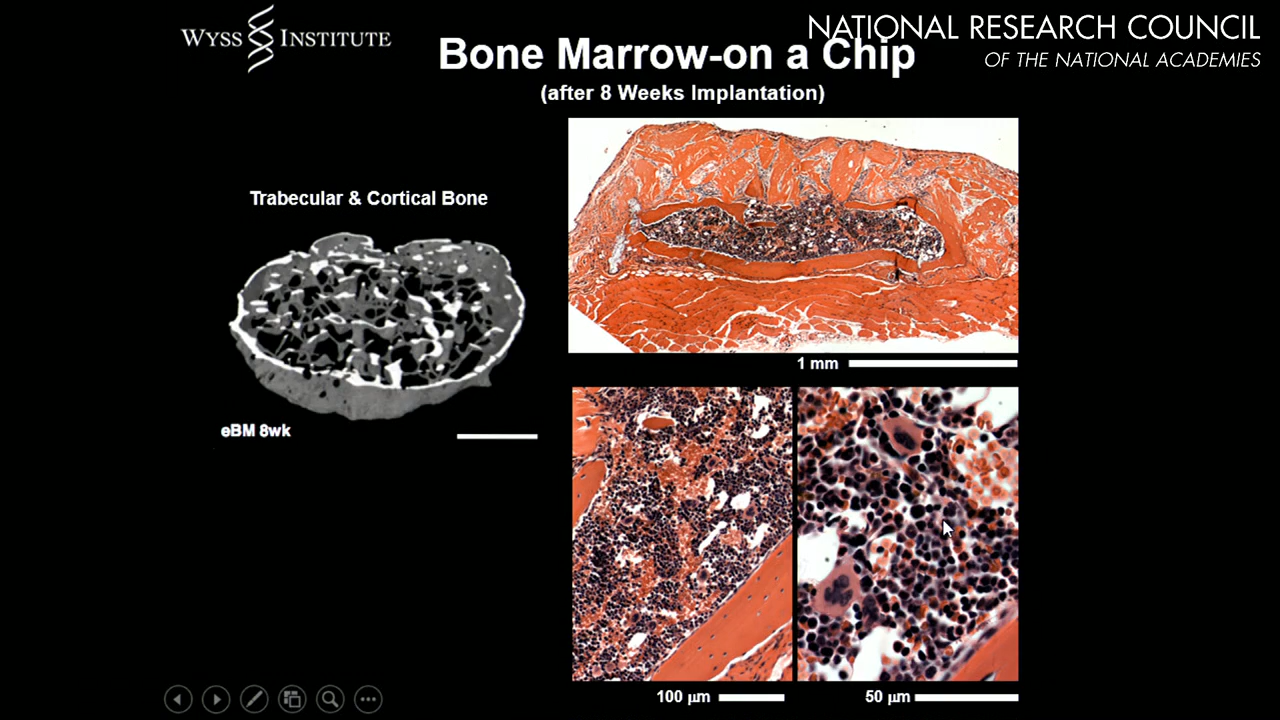 WYSS INSTITUTE
NATIONAL RESEARCH COUNCIL
OF THE NATIONAL ACADEMIES
Bone Marrow-on a Chip
(after 8 Weeks Implantation)
Trabecular & Cortical Bone
eBM 8wk
1 mm
100 μm
50 μm